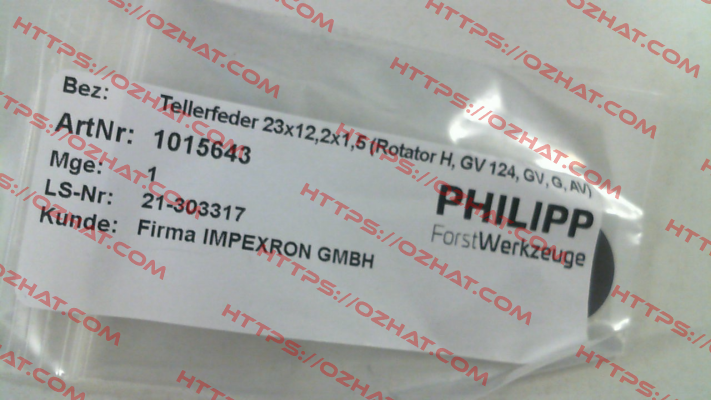 Bez: Tellerfeder 23x12,2x1,5 (Rotator H, GV 124, GV, G, AV)
ArtNr: 1015643
Mge: 1
LS-Nr: 21-303317
Kunde: Firma IMPEXRON GMBH
PHILIPP
ForstWerkzeuge
HTTPS://OZHAT.COM